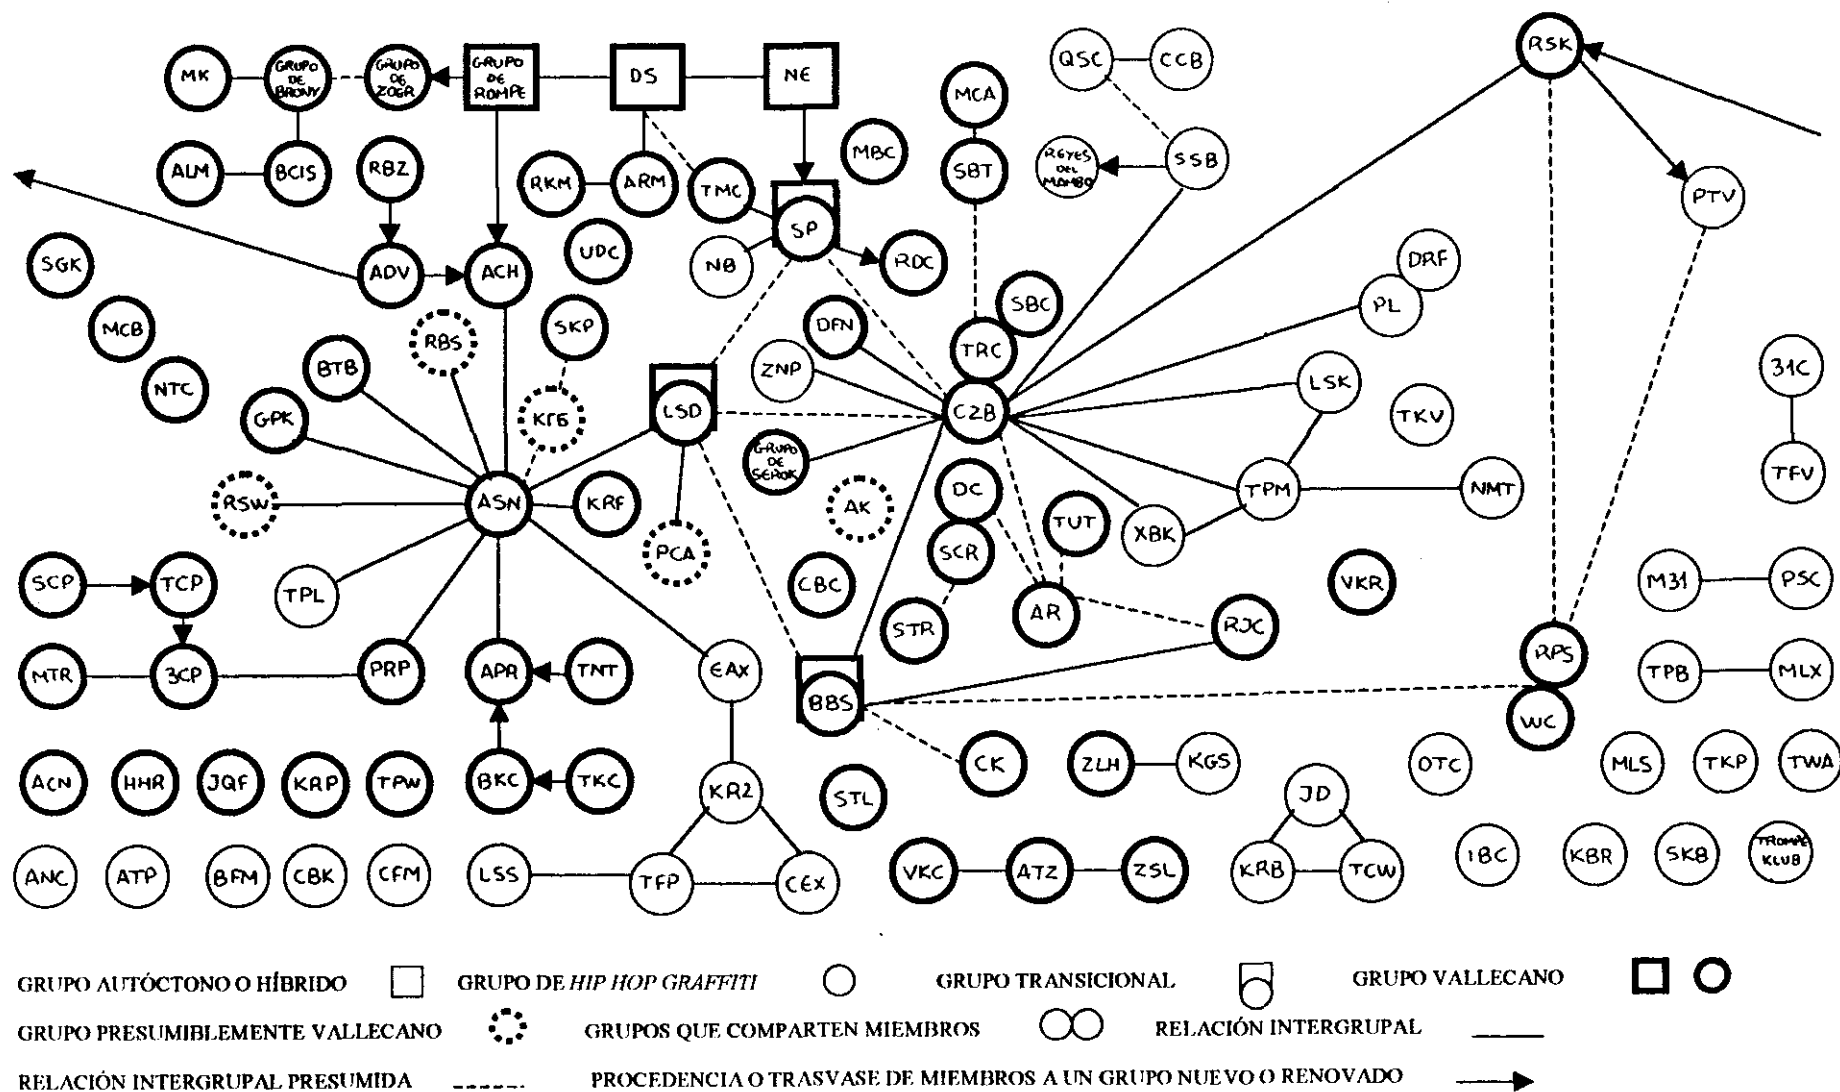 RSK
QSC
CCB
MK
GRUPO
DE
BRONY
GRUPO
DE
ZOER
GRUPO
DE
ROMPE
DS
NE
MCA
MBC
SSB
REYES
DEL
MAMBO
ALM
BCIS
RBZ
RKM
ARM
TMC
SBT
PTV
SP
UDC
NB
RDC
DRF
SGK
ADV
ACH
SBC
PL
MCB
RBS
SKP
DFN
TRC
31C
BTB
ZNP
LSK
NTC
GPK
КГБ
LSD
CZB
TKV
GRUPO
DE
SEROK
TFV
RSW
ASN
KRF
AK
DC
TPM
NMT
TUT
XBK
PCA
SCR
SCP
TCP
TPL
CBC
VKR
M31
PSC
STR
AR
RJC
MTR
3CP
PRP
APR
TNT
EAX
RPS
TPB
MLX
BBS
WC
ACN
HHR
JQF
KRP
TPW
BKC
TKC
KR2
STL
CK
ZLH
KGS
JD
OTC
MLS
TKP
TWA
ANC
ATP
BFM
CBK
CFM
LSS
TFP
CEX
VKC
ATZ
ZSL
KRB
TCW
IBC
KBR
SKB
TROMPE
KLUB
GRUPO AUTÓCTONO O HÍBRIDO GRUPO DE HIP HOP GRAFFITI GRUPO TRANSICIONAL GRUPO VALLECANO
GRUPO PRESUMIBLEMENTE VALLECANO GRUPOS QUE COMPARTEN MIEMBROS RELACIÓN INTERGRUPAL
RELACIÓN INTERGRUPAL PRESUMIDA PROCEDENCIA O TRASVASE DE MIEMBROS A UN GRUPO NUEVO O RENOVADO